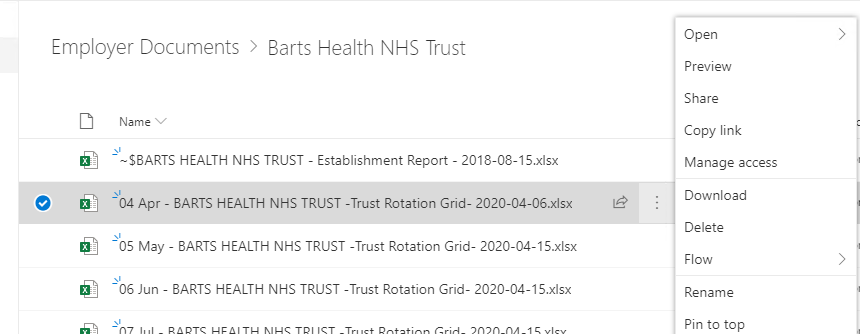 Employer Documents > Barts Health NHS Trust
Name
~$BARTS HEALTH NHS TRUST - Establishment Report - 2018-08-15.xlsx
04 Apr - BARTS HEALTH NHS TRUST -Trust Rotation Grid- 2020-04-06.xlsx
05 May - BARTS HEALTH NHS TRUST -Trust Rotation Grid- 2020-04-15.xlsx
06 Jun - BARTS HEALTH NHS TRUST -Trust Rotation Grid- 2020-04-15.xlsx
07 Jul - BARTS HEALTH NHS TRUST -Trust Rotation Grid- 2020-04-15.xlsx
Open
Preview
Share
Copy link
Manage access
Download
Delete
Flow
Rename
Pin to top